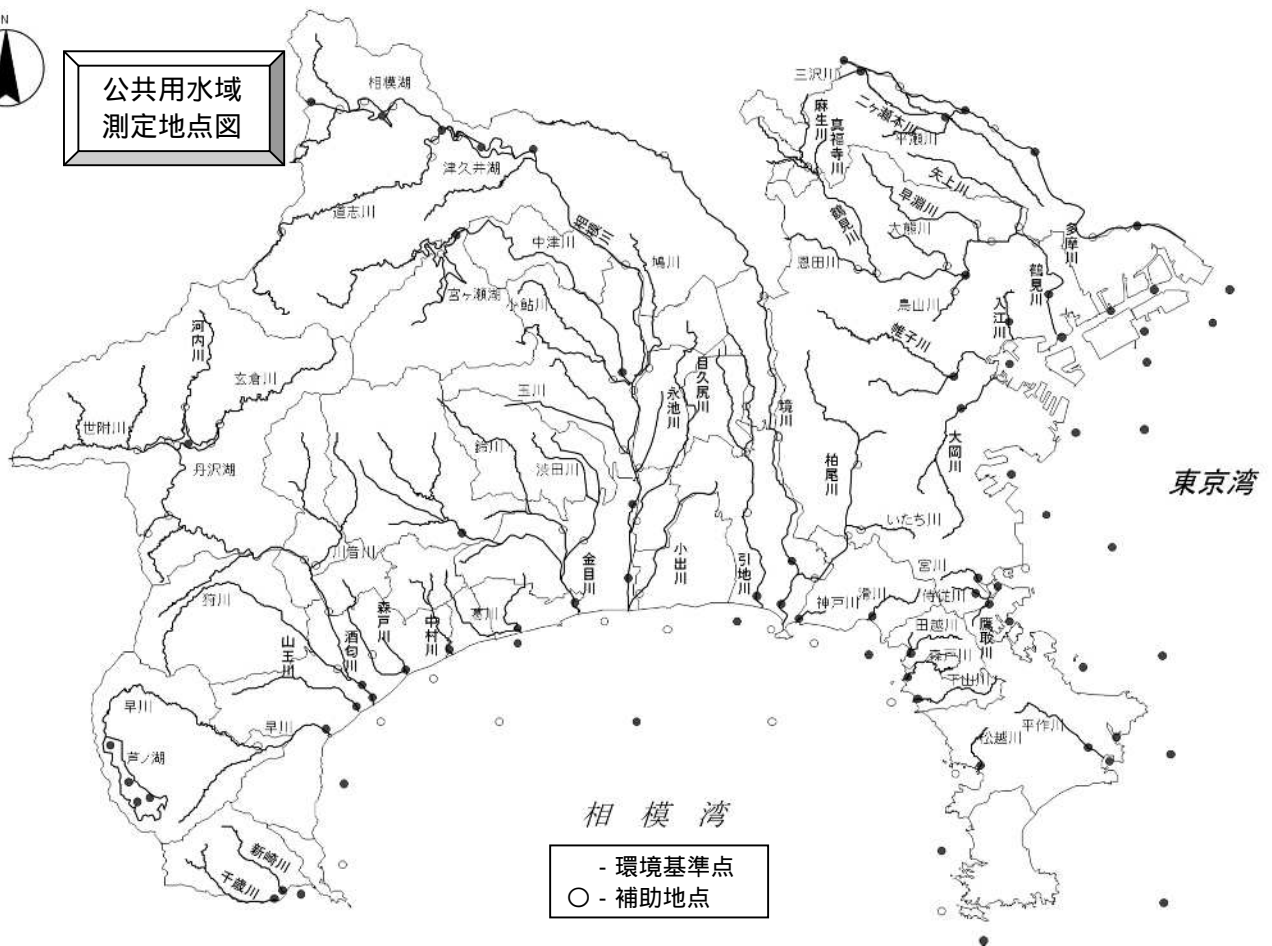 N
公共用水域
測定地点図
相模湖
津久井湖
道志川
中津川
相模川
鳩川
宮ヶ瀬湖
小鮎川
河内川
玄倉川
世附川
丹沢湖
玉川
永池川
目久尻川
境川
鈴川
渋田川
川音川
狩川
山王川
酒匂川
森戸川
中村川
葛川
金目川
小出川
引地川
早川
早川
芦ノ湖
新崎川
千歳川
三沢川
麻生川
真福寺川
二ヶ領本川
平瀬川
矢上川
早淵川
鶴見川
大熊川
恩田川
鳥山川
多摩川
鶴見川
入江川
帷子川
大岡川
柏尾川
いたち川
宮川
侍従川
鷹取川
神戸川
滑川
田越川
森戸川
下山川
松越川
平作川
東京湾
相模湾
- 環境基準点
○ - 補助地点